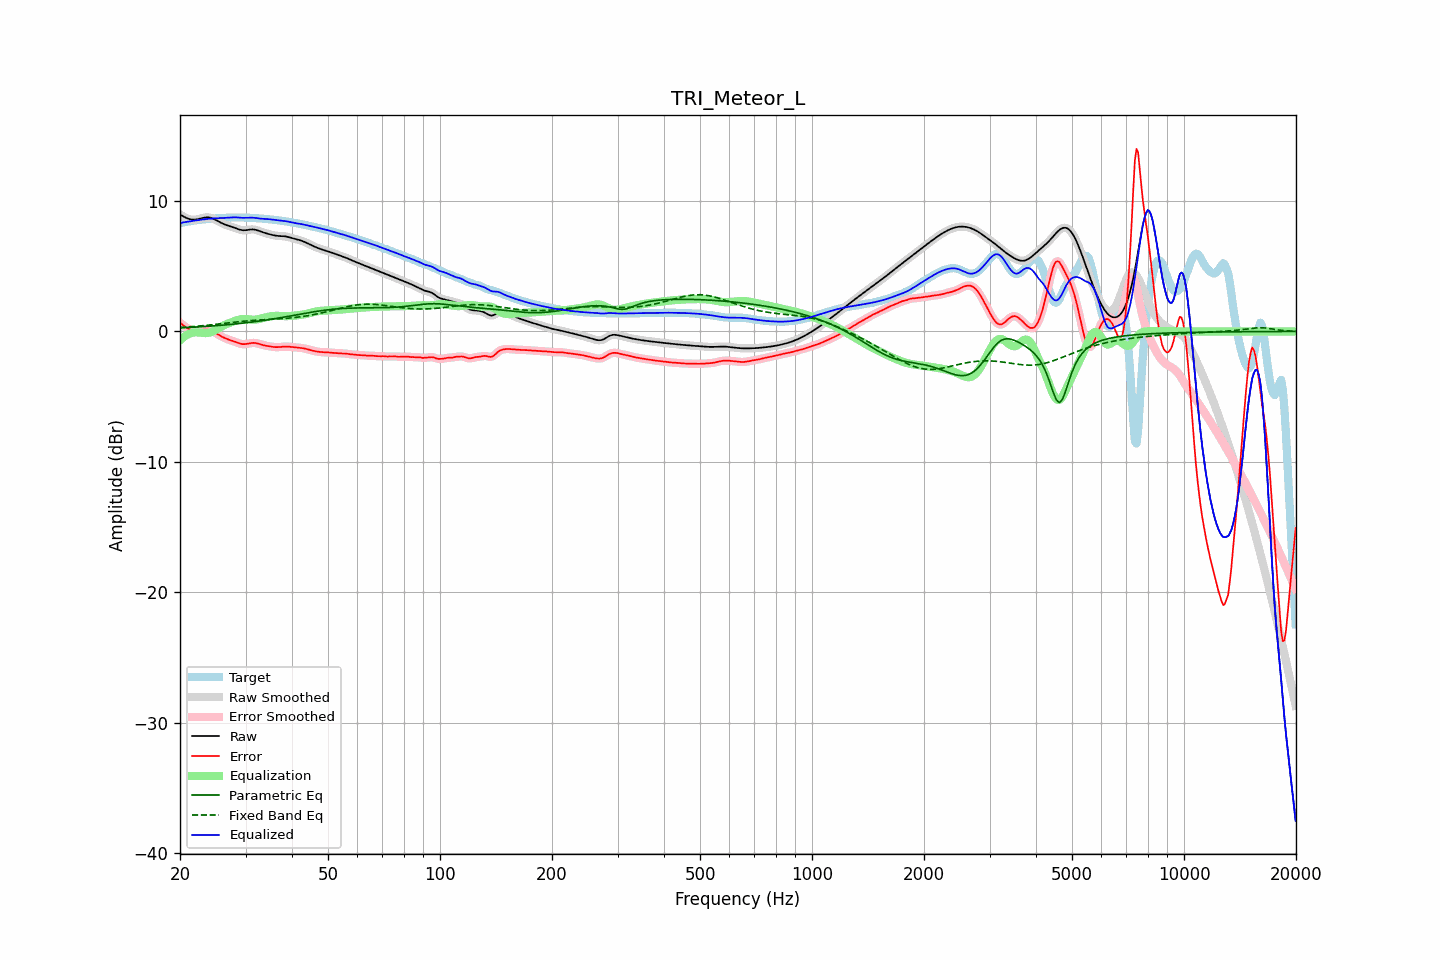 TRI_Meteor_L
Amplitude (dBr)
10
0
−10
−20
−30
−40
Target
Raw Smoothed
Error Smoothed
Raw
Error
Equalization
Parametric Eq
Fixed Band Eq
Equalized
20 50 100 200 500 1000 2000 5000 10000 20000
Frequency (Hz)